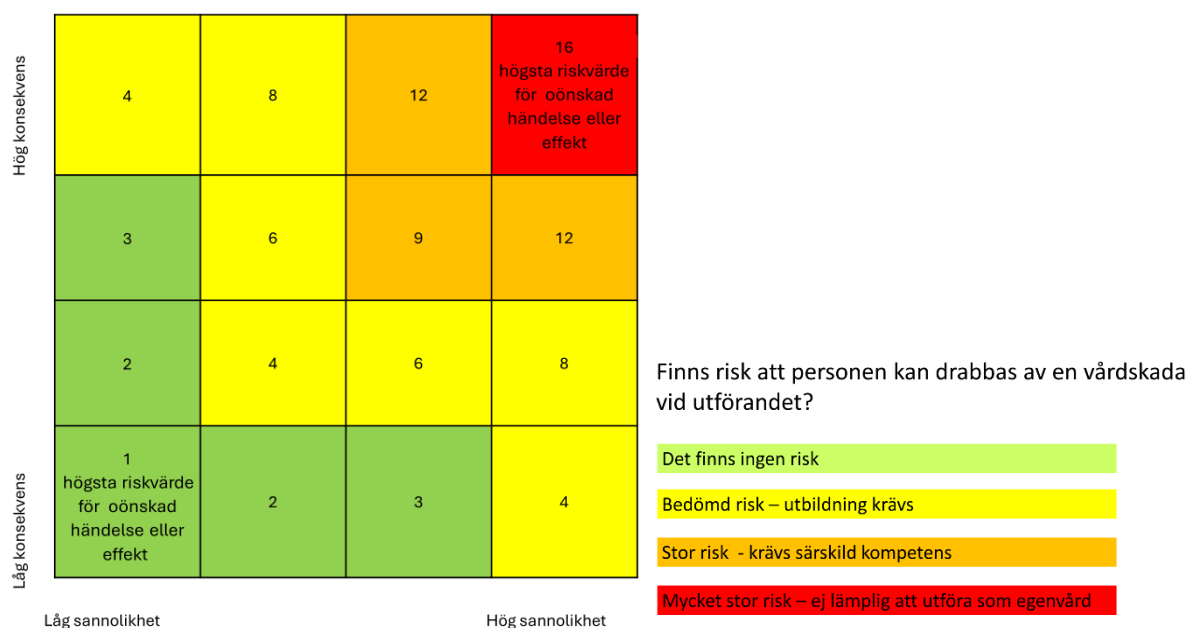 Hög konsekvens
4
8
12
16
högsta riskvärde
för oönskad
händelse eller
effekt
3
6
9
12
2
4
6
8
Låg konsekvens
1
högsta riskvärde
för oönskad
händelse eller
effekt
2
3
4
Låg sannolikhet
Hög sannolikhet
Finns risk att personen kan drabbas av en vårdskada
vid utförandet?
Det finns ingen risk
Bedömd risk – utbildning krävs
Stor risk - krävs särskild kompetens
Mycket stor risk – ej lämplig att utföra som egenvård